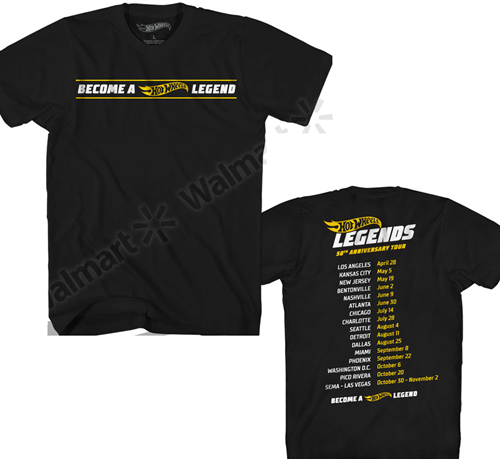 HOT WHEELS
L
BECOME A HOT WHEELS LEGEND
Walmart
Walmart
HOT WHEELS
LEGENDS
50TH ANNIVERSARY TOUR
LOS ANGELES April 28
KANSAS CITY May 5
NEW JERSEY May 19
BENTONVILLE June 2
NASHVILLE June 9
ATLANTA June 30
CHICAGO July 14
CHARLOTTE July 28
SEATTLE August 4
DETROIT August 11
DALLAS August 25
MIAMI September 8
PHOENIX September 22
WASHINGTON D.C. October 6
PICO RIVERA October 20
SEMA - LAS VEGAS October 30 - November 2
BECOME A HOT WHEELS LEGEND